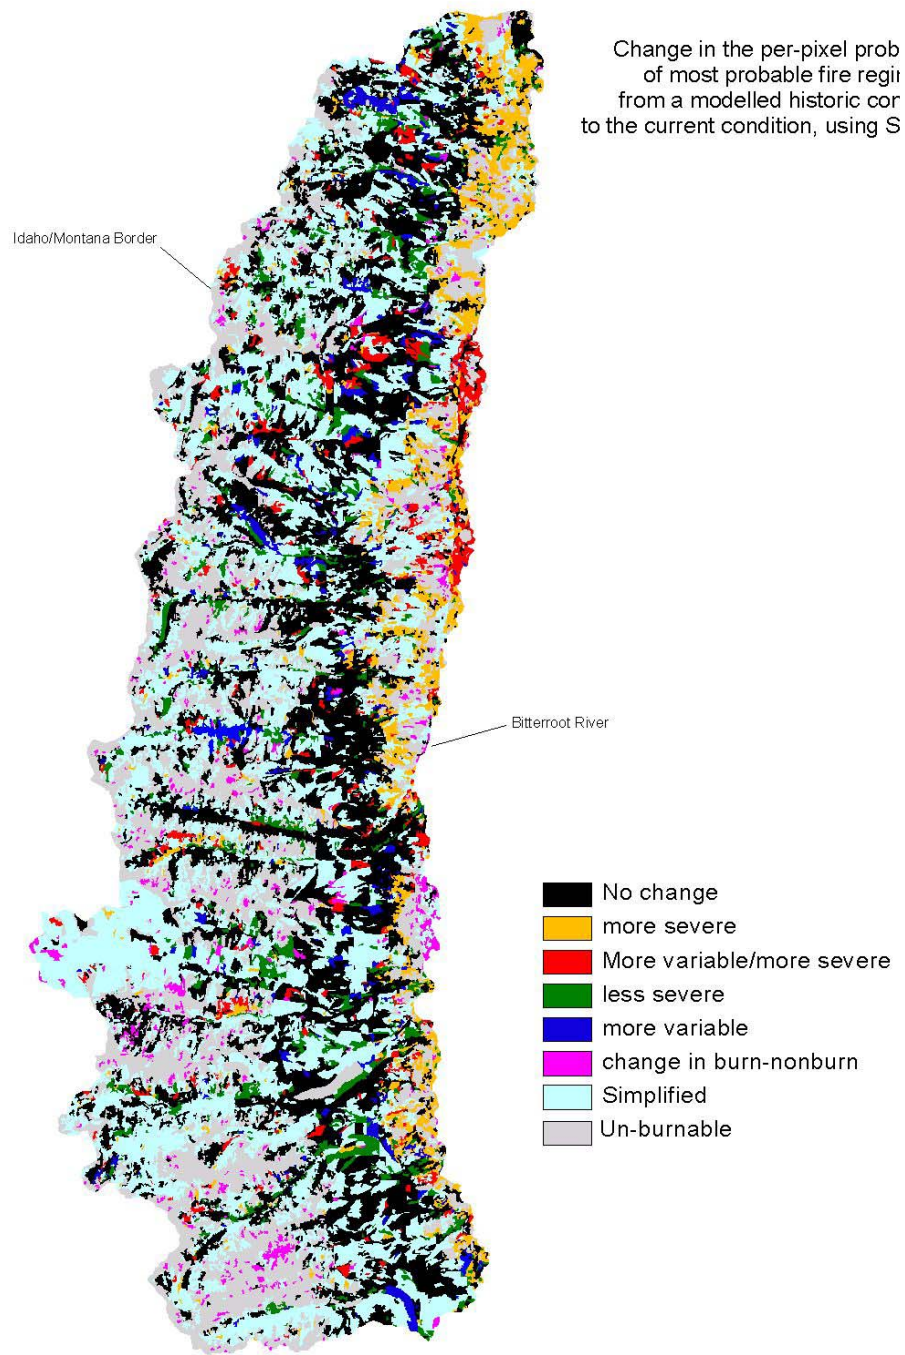 Change in the per-pixel prob
of most probable fire regi
from a modelled historic con
to the current condition, using S
Idaho/Montana Border
Bitterroot River
No change
more severe
More variable/more severe
less severe
more variable
change in burn-nonburn
Simplified
Un-burnable